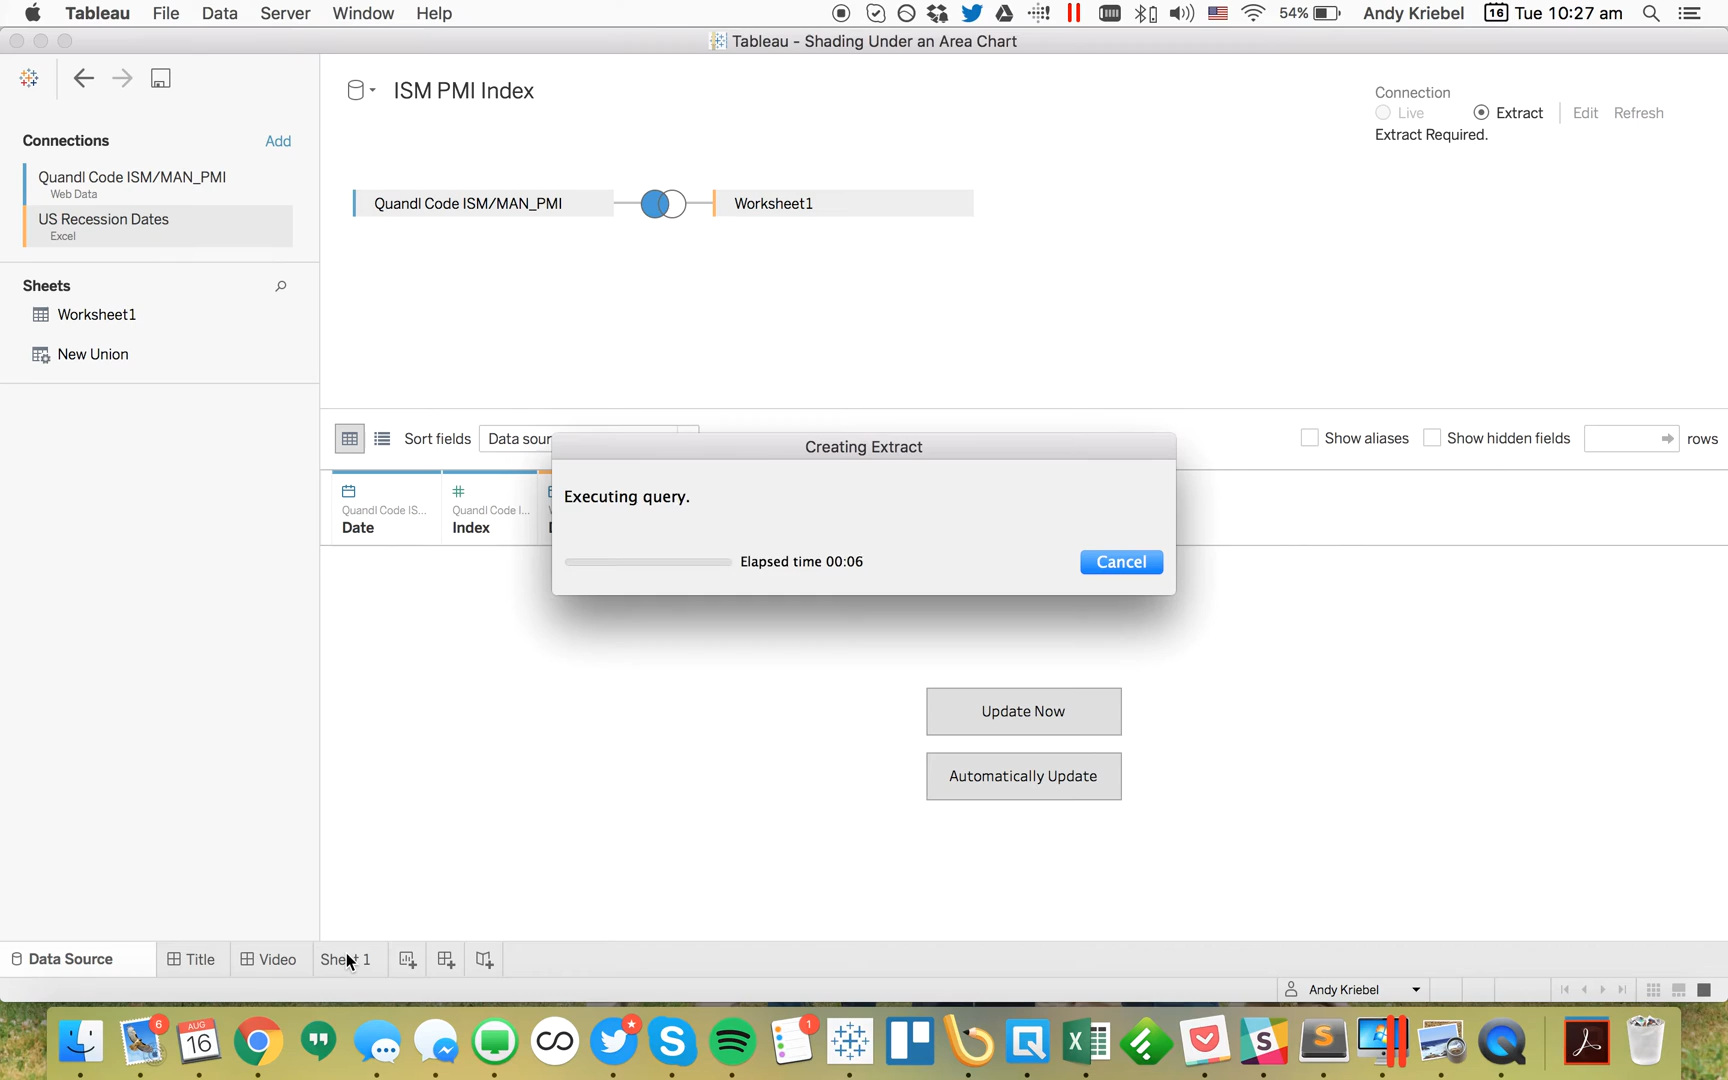 Tableau File Data Server Window Help
54% Andy Kriebel 16 Tue 10:27 am
Tableau - Shading Under an Area Chart
ISM PMI Index
Connection
Live Extract Edit Refresh
Extract Required.
Connections Add
Quandl Code ISM/MAN_PMI
Web Data
US Recession Dates
Excel
Quandl Code ISM/MAN_PMI Worksheet1
Sheets
Worksheet1
New Union
Sort fields Data sour
Show aliases Show hidden fields rows
Creating Extract
Executing query.
Elapsed time 00:06 Cancel
Quandl Code IS... Quandl Code I...
Date Index
Update Now
Automatically Update
Data Source Title Video Sheet 1
Andy Kriebel
6 AUG 16 1